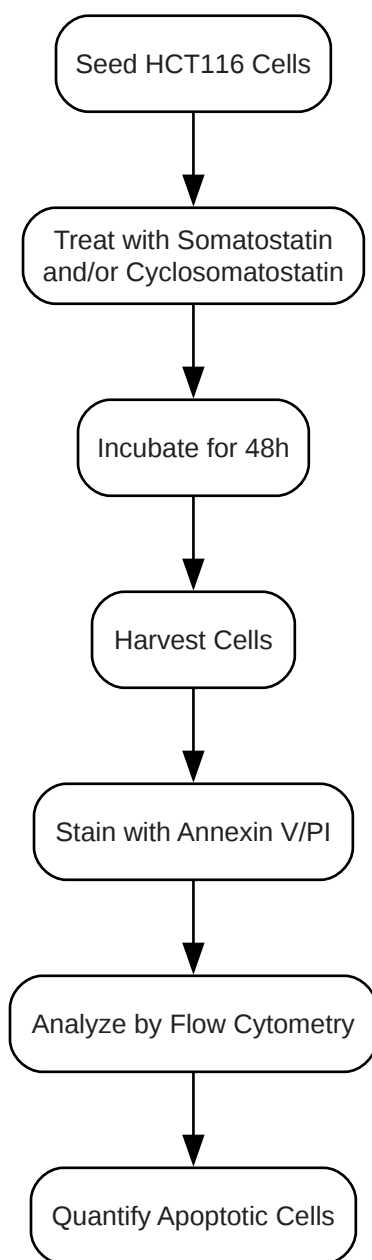 Seed HCT116 Cells
Treat with Somatostatin
and/or Cyclosomatostatin
Incubate for 48h
Harvest Cells
Stain with Annexin V/PI
Analyze by Flow Cytometry
Quantify Apoptotic Cells